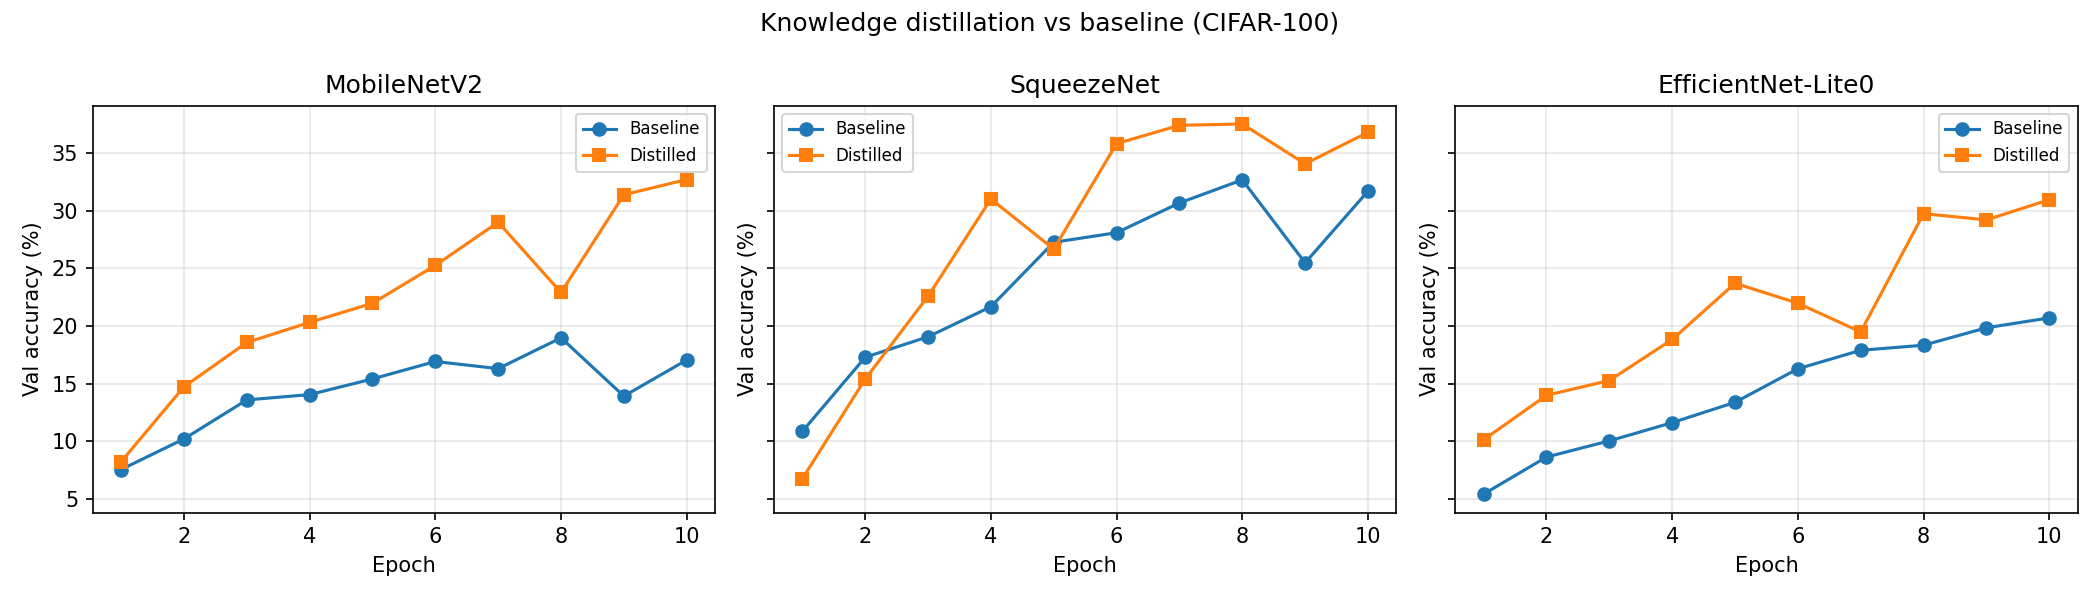 Knowledge distillation vs baseline (CIFAR-100)
MobileNetV2
Val accuracy (%)
35
30
25
20
15
10
5
Baseline
Distilled
2 4 6 8 10
Epoch
SqueezeNet
Val accuracy (%)
Baseline
Distilled
2 4 6 8 10
Epoch
EfficientNet-Lite0
Val accuracy (%)
Baseline
Distilled
2 4 6 8 10
Epoch